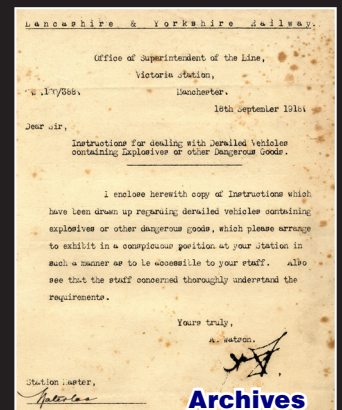 Lancashire & Yorkshire Railway.
Office of Superintendent of the Line,
Victoria Station,
Manchester.
16th September 1918.
Dear Sir,
Instructions for dealing with Derailed Vehicles
containing Explosives or other Dangerous Goods.
I enclose herewith copy of Instructions which
have been drawn up regarding derailed vehicles containing
explosives or other dangerous goods, which please arrange
to exhibit in a conspicuous position at your Station in
such a manner as to be accessible to your staff. Also
see that the staff concerned thoroughly understand the
requirements.
Yours truly,
A. Watson.
Station Master,
Waterloo
Archives